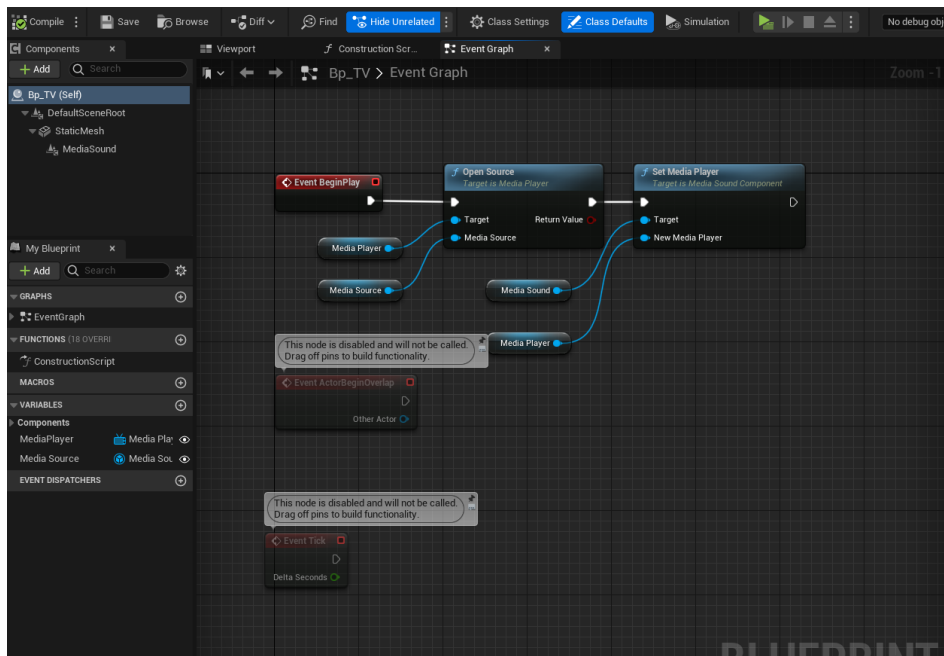 Compile
Save
Browse
Diff
Find
Hide Unrelated
Class Settings
Class Defaults
Simulation
No debug obj
Components
Viewport
Construction Scr...
Event Graph
+ Add
Search
Bp_TV > Event Graph
Zoom -1
Bp_TV (Self)
DefaultSceneRoot
StaticMesh
MediaSound
Event BeginPlay
Open Source
Target is Media Player
Target
Return Value
Media Source
Set Media Player
Target is Media Sound Component
Target
New Media Player
Media Player
Media Source
Media Sound
Media Player
This node is disabled and will not be called.
Drag off pins to build functionality.
Event ActorBeginOverlap
Other Actor
This node is disabled and will not be called.
Drag off pins to build functionality.
Event Tick
Delta Seconds
My Blueprint
+ Add
Search
GRAPHS
EventGraph
FUNCTIONS (18 OVERRI
ConstructionScript
MACROS
VARIABLES
Components
MediaPlayer
Media Pla
Media Source
Media Sou
EVENT DISPATCHERS
BLUEPRINT